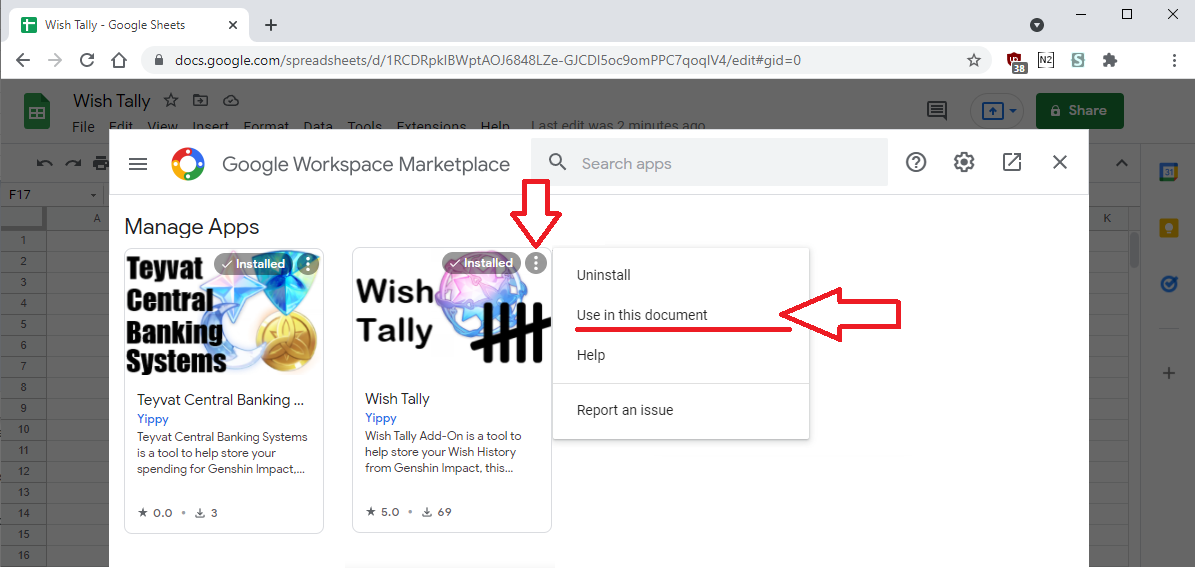 Wish Tally - Google Sheets
docs.google.com/spreadsheets/d/1RCDRpklBWptAOJ6848LZe-GJCDI5oc9omPPC7qoqlV4/edit#gid=0
38
N2
S
Wish Tally
File Edit View Insert Format Data Tools Extensions Help Last edit was 2 minutes ago
Share
Google Workspace Marketplace
Search apps
31
F17
A
K
1
2
3
4
5
6
7
8
9
10
11
12
13
14
15
16
Manage Apps
Teyvat
Central
Banking
Systems
Installed
Teyvat Central Banking ...
Yippy
Teyvat Central Banking Systems
is a tool to help store your
spending for Genshin Impact,...
0.0 • 3
Wish
Tally
Installed
Wish Tally
Yippy
Wish Tally Add-On is a tool to
help store your Wish History
from Genshin Impact, this...
5.0 • 69
Uninstall
Use in this document
Help
Report an issue